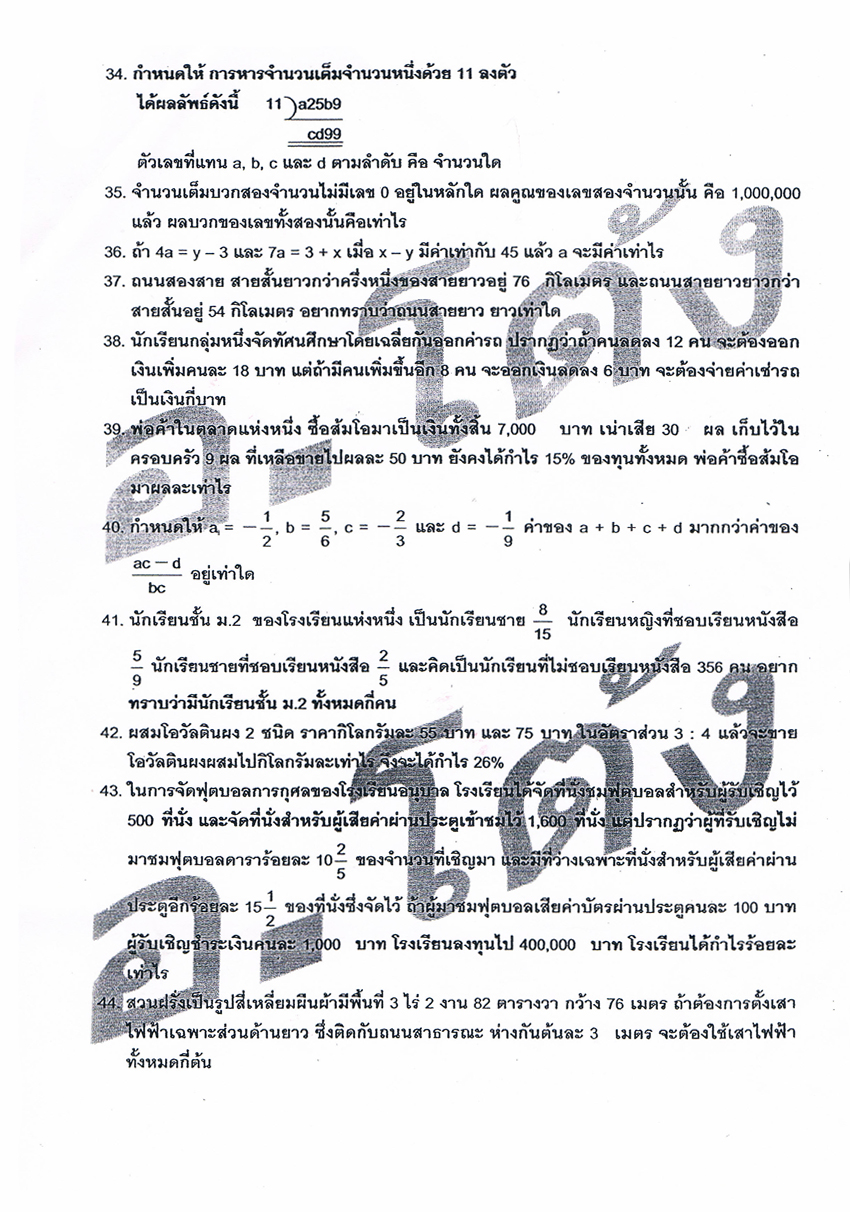 34. กำหนดให้ การหารจำนวนเต็มจำนวนหนึ่งด้วย 11 ลงตัว
ได้ผลลัพธ์ดังนี้ 11)a25b9
cd99
ตัวเลขที่แทน a, b, c และ d ตามลำดับ คือ จำนวนใด
35. จำนวนเต็มบวกสองจำนวนไม่มีเลข 0 อยู่ในหลักใด ผลคูณของเลขสองจำนวนนั้น คือ 1,000,000
แล้ว ผลบวกของเลขทั้งสองนั้นคือเท่าไร
36. ถ้า 4a = y – 3 และ 7a = 3 + x เมื่อ x – y มีค่าเท่ากับ 45 แล้ว a จะมีค่าเท่าไร
37. ถนนสองสาย สายสั้นยาวกว่าครึ่งหนึ่งของสายยาวอยู่ 76 กิโลเมตร และถนนสายยาวยาวกว่า
สายสั้นอยู่ 54 กิโลเมตร อยากทราบว่าถนนสายยาว ยาวเท่าใด
38. นักเรียนกลุ่มหนึ่งจัดทัศนศึกษาโดยเฉลี่ยกันออกค่ารถ ปรากฏว่าถ้าคนลดลง 12 คน จะต้องออก
เงินเพิ่มคนละ 18 บาท แต่ถ้ามีคนเพิ่มขึ้นอีก 8 คน จะออกเงินลดลง 6 บาท จะต้องจ่ายค่าเช่ารถ
เป็นเงินกี่บาท
39. พ่อค้าในตลาดแห่งหนึ่ง ซื้อส้มโอมาเป็นเงินทั้งสิ้น 7,000 บาท เน่าเสีย 30 ผล เก็บไว้ใน
ครอบครัว 9 ผล ที่เหลือขายไปผลละ 50 บาท ยังคงได้กำไร 15% ของทุนทั้งหมด พ่อค้าซื้อส้มโอ
มาผลละเท่าไร
40. กำหนดให้ a = –1/2, b = 5/6, c = –2/3 และ d = –1/9 ค่าของ a + b + c + d มากกว่าค่าของ
ac – d/bc อยู่เท่าใด
41. นักเรียนชั้น ม.2 ของโรงเรียนแห่งหนึ่ง เป็นนักเรียนชาย 8/15 นักเรียนหญิงที่ชอบเรียนหนังสือ
5/9 นักเรียนชายที่ชอบเรียนหนังสือ 2/5 และคิดเป็นนักเรียนที่ไม่ชอบเรียนหนังสือ 356 คน อยาก
ทราบว่ามีนักเรียนชั้น ม.2 ทั้งหมดกี่คน
42. ผสมโอวัลตินผง 2 ชนิด ราคากิโลกรัมละ 55 บาท และ 75 บาท ในอัตราส่วน 3 : 4 แล้วจะขาย
โอวัลตินผงผสมไปกิโลกรัมละเท่าไร จึงจะได้กำไร 26%
43. ในการจัดฟุตบอลการกุศลของโรงเรียนอนุบาล โรงเรียนได้จัดที่นั่งชมฟุตบอลสำหรับผู้รับเชิญไว้
500 ที่นั่ง และจัดที่นั่งสำหรับผู้เสียค่าผ่านประตูเข้าชมไว้ 1,600 ที่นั่ง แต่ปรากฏว่าผู้ที่รับเชิญไม่
มาชมฟุตบอลดาราร้อยละ 10 2/5 ของจำนวนที่เชิญมา และมีที่ว่างเฉพาะที่นั่งสำหรับผู้เสียค่าผ่าน
ประตูอีกร้อยละ 15 1/2 ของที่นั่งซึ่งจัดไว้ ถ้าผู้มาชมฟุตบอลเสียค่าบัตรผ่านประตูคนละ 100 บาท
ผู้รับเชิญชำระเงินคนละ 1,000 บาท โรงเรียนลงทุนไป 400,000 บาท โรงเรียนได้กำไรร้อยละ
เท่าไร
44. สวนฝรั่งเป็นรูปสี่เหลี่ยมผืนผ้ามีพื้นที่ 3 ไร่ 2 งาน 82 ตารางวา กว้าง 76 เมตร ถ้าต้องการตั้งเสา
ไฟฟ้าเฉพาะส่วนด้านยาว ซึ่งติดกับถนนสาธารณะ ห่างกันต้นละ 3 เมตร จะต้องใช้เสาไฟฟ้า
ทั้งหมดกี่ต้น
อ. โต้ง
อ. โต้ง